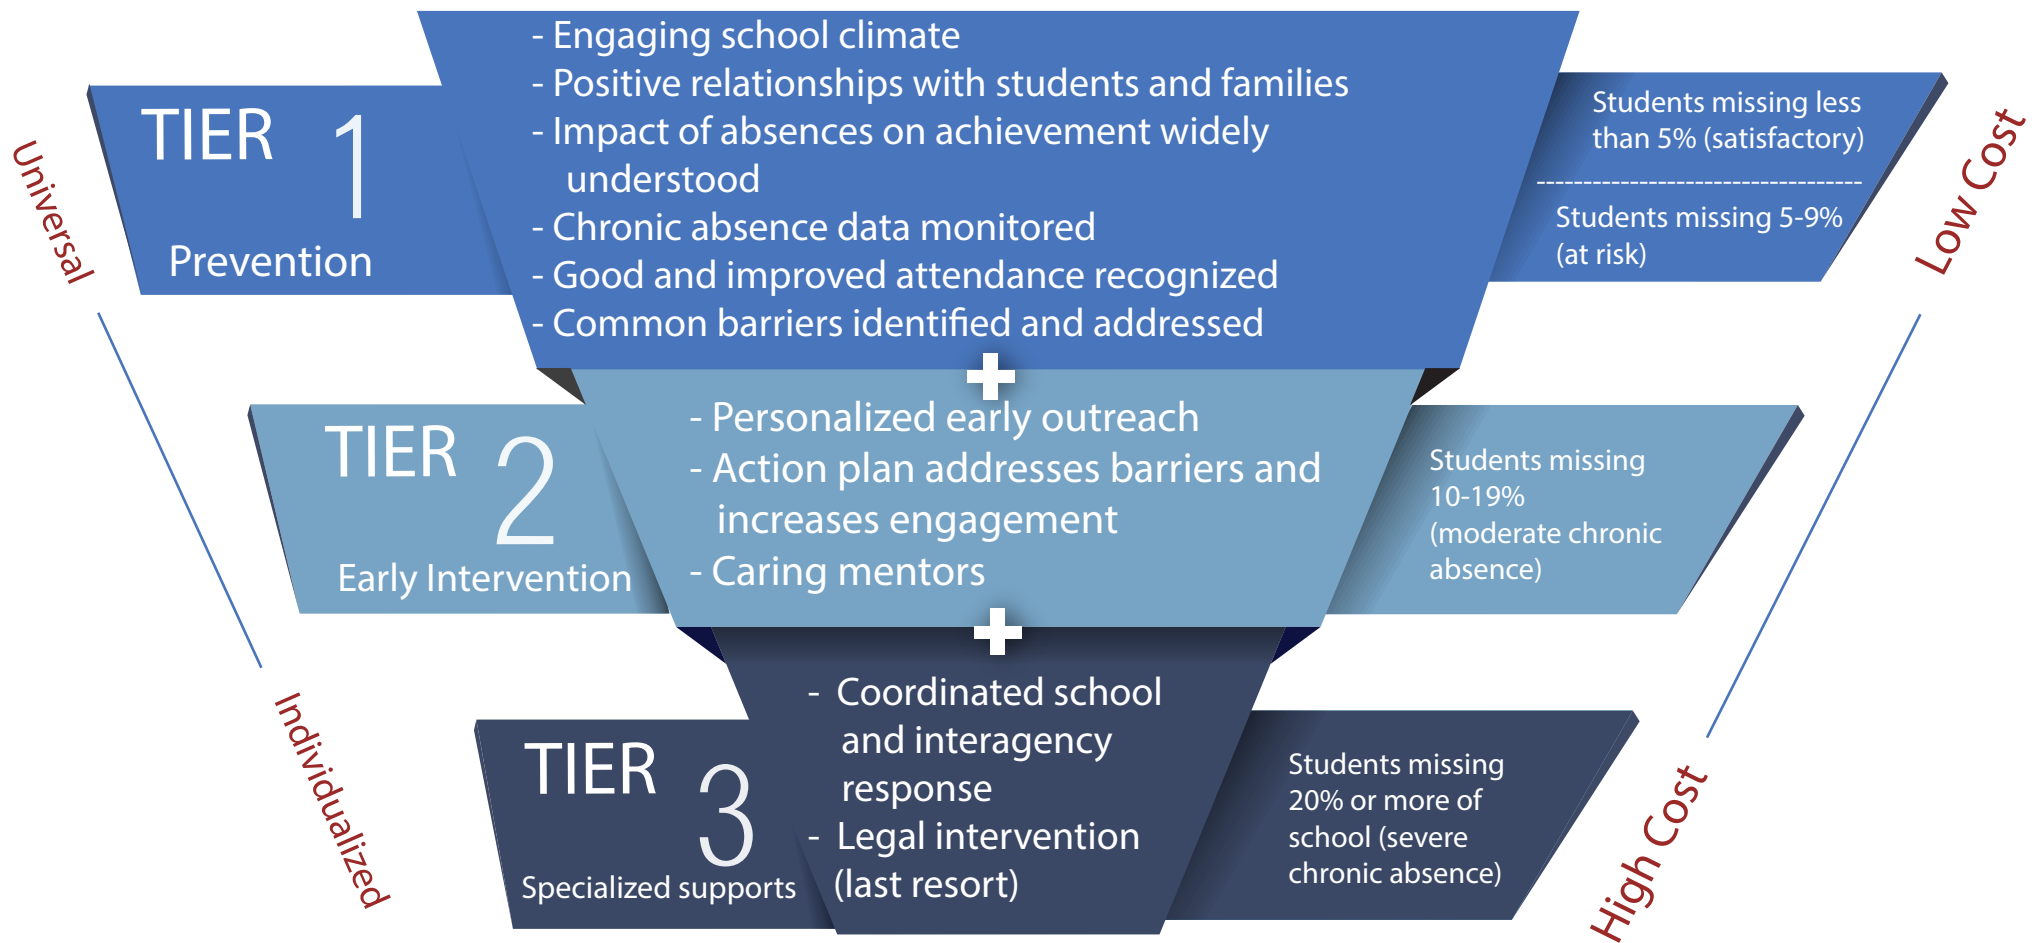 - Engaging school climate
- Positive relationships with students and families
- Impact of absences on achievement widely
understood
- Chronic absence data monitored
- Good and improved attendance recognized
- Common barriers identified and addressed
TIER 1
Prevention
Students missing less
than 5% (satisfactory)
------------------------------------
Students missing 5-9%
(at risk)
Universal
Low Cost
+
- Personalized early outreach
- Action plan addresses barriers and
increases engagement
- Caring mentors
TIER 2
Early Intervention
Students missing
10-19%
(moderate chronic
absence)
+
- Coordinated school
and interagency
response
- Legal intervention
(last resort)
TIER 3
Specialized supports
Students missing
20% or more of
school (severe
chronic absence)
Individualized
High Cost